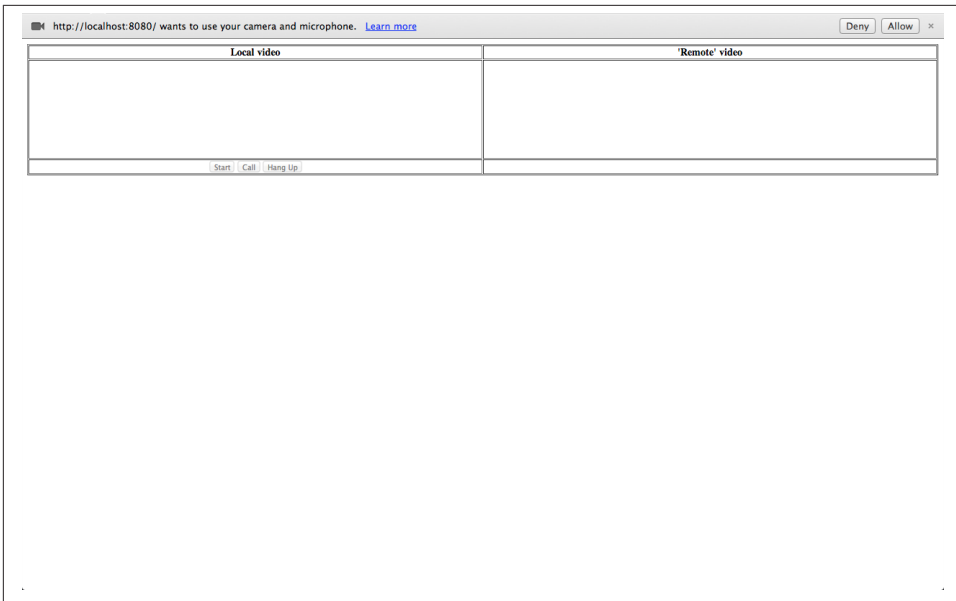 http://localhost:8080/ wants to use your camera and microphone. Learn more Deny Allow ×
Local video 'Remote' video
Start Call Hang Up